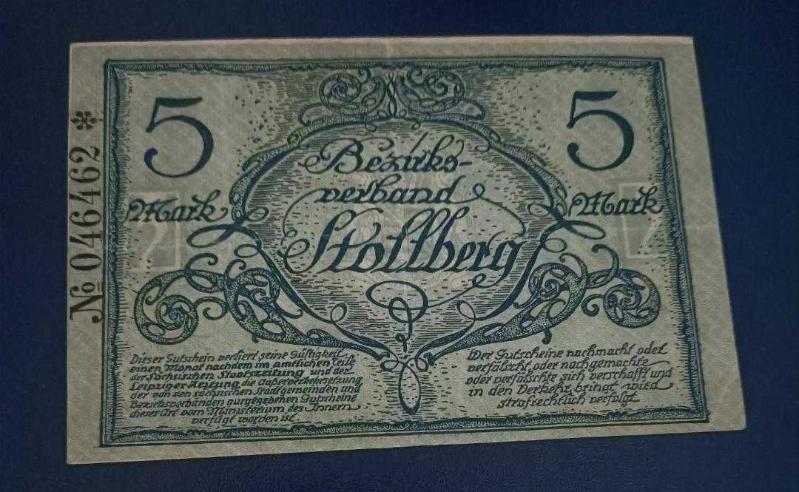 5
5
Mark
Mark
Bezirks-
verband
Stollberg
№ 046462 *
Dieser Gutschein verliert seine Gültigkeit
einen Monat nachdem im amtlichen Teile
der Sächsischen Staatszeitung und der
Leipziger Zeitung die Außerverkehrsetzung
der von den sächsischen Stadtgemeinden und
Bezirksverbänden ausgegebenen Gutscheine
dieser Art vom Ministerium des Innern
verfügt worden ist.
Wer Gutscheine nachmacht oder
verfälscht oder nachgemachte
oder verfälschte sich verschafft und
in den Verkehr bringt, wird
strafrechtlich verfolgt.